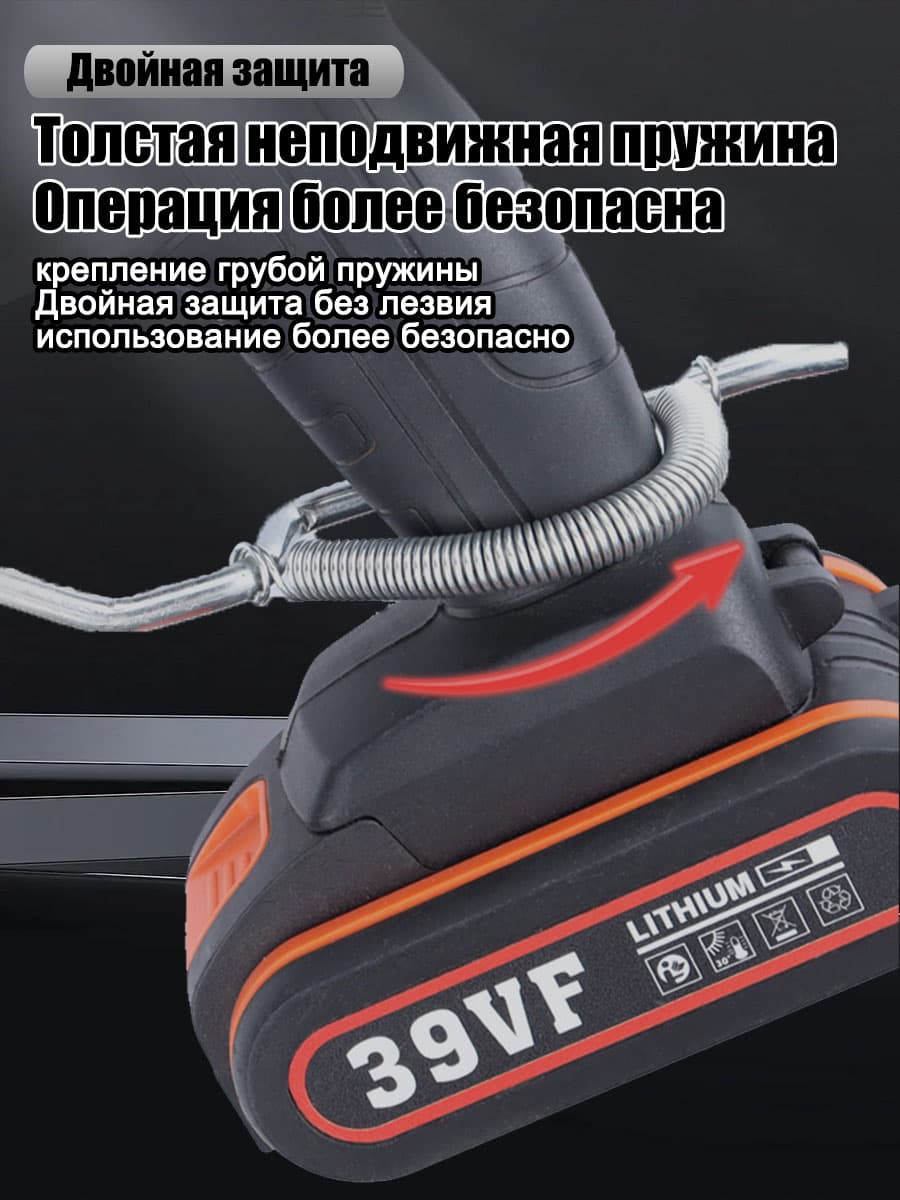 Двойная защита
Толстая неподвижная пружина
Операция более безопасна
крепление грубой пружины
Двойная защита без лезвия
использование более безопасно
LITHIUM
30°
39VF